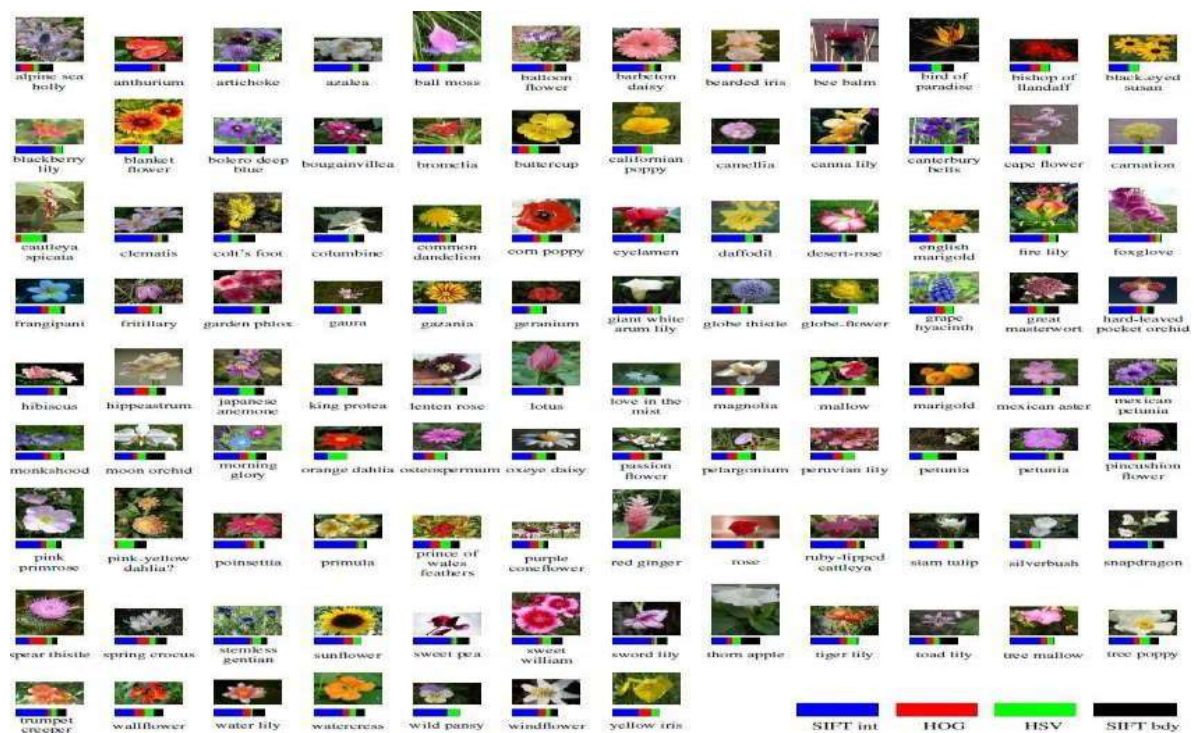 alpine sea anthurium artichoke azalea ball moss balloon barbeton bearded iris bee balm bird of bishop of black-eyed
holly flower daisy paradise llandaff susan
blackberry blanket bolero deep bougainvillea bromelia buttercup californian camellia canna lily canterbury cape flower carnation
lily flower blue poppy bells
cautleya clematis colt's foot columbine common corn poppy cyclamen daffodil desert-rose english fire lily foxglove
spicata dandelion marigold
frangipani fritillary garden phlox gaura gazania geranium giant white globe thistle globe-flower grape great hard-leaved
arum lily hyacinth masterwort pocket orchid
hibiscus hippeastrum japanese king protea lenten rose lotus love in the magnolia mallow marigold mexican aster mexican
anemone mist petunia
monkshood moon orchid morning orange dahlia osteospermum oxeye daisy passion pelargonium peruvian lily petunia petunia pincushion
glory flower flower
pink pink-yellow poinsettia primula prince of purple red ginger rose ruby-lipped siam tulip silverbush snapdragon
primrose dahlia? wales coneflower cattleya
feathers
spear thistle spring crocus stemless sunflower sweet pea sweet sword lily thorn apple tiger lily toad lily tree mallow tree poppy
gentian william
trumpet wallflower water lily watercress wild pansy windflower yellow iris SIFT int HOG HSV SIFT bdy
creeper